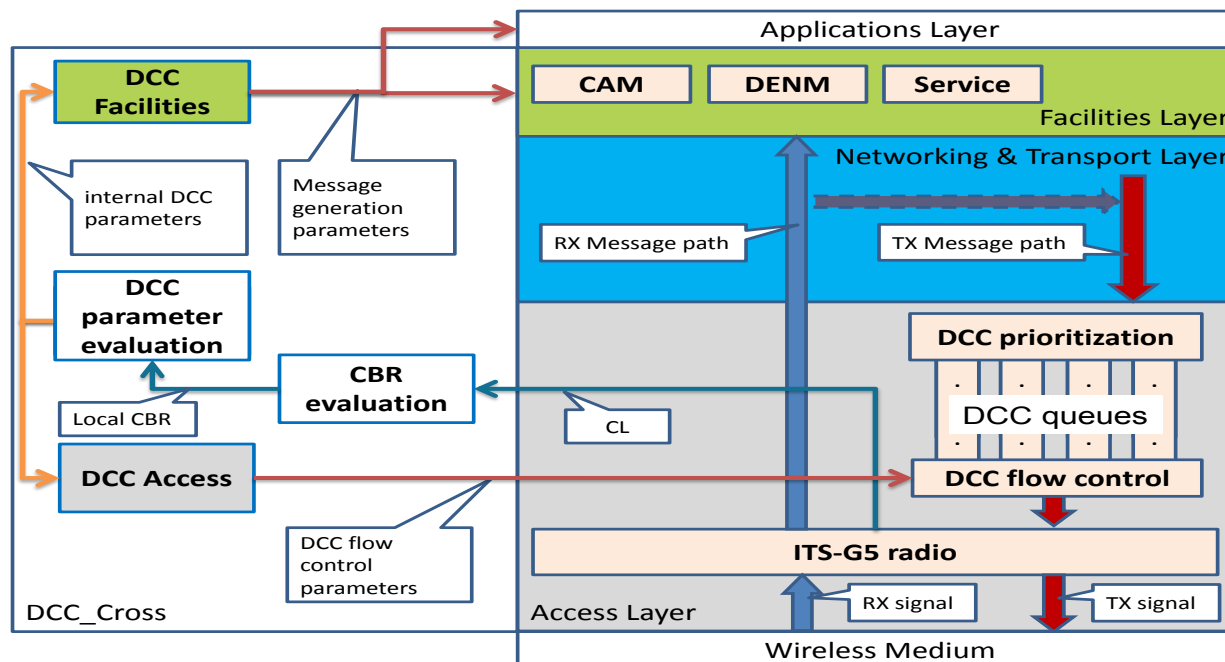 Applications Layer
DCC
Facilities
CAM
DENM
Service
Facilities Layer
Networking & Transport Layer
internal DCC
parameters
Message
generation
parameters
RX Message path
TX Message path
DCC
parameter
evaluation
DCC prioritization
CBR
evaluation
Local CBR
CL
DCC queues
DCC Access
DCC flow control
DCC flow
control
parameters
ITS-G5 radio
RX signal
TX signal
DCC_Cross
Access Layer
Wireless Medium